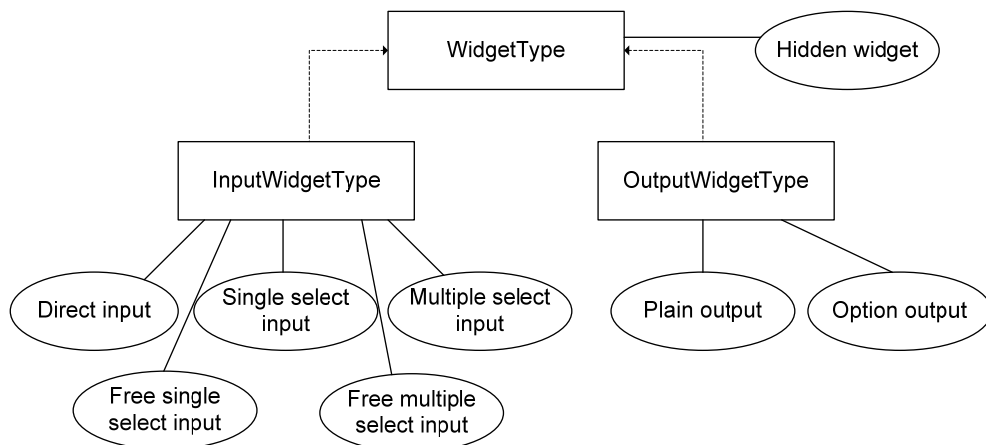 WidgetType
Hidden widget
InputWidgetType
OutputWidgetType
Direct input
Single select
input
Multiple select
input
Plain output
Option output
Free single
select input
Free multiple
select input